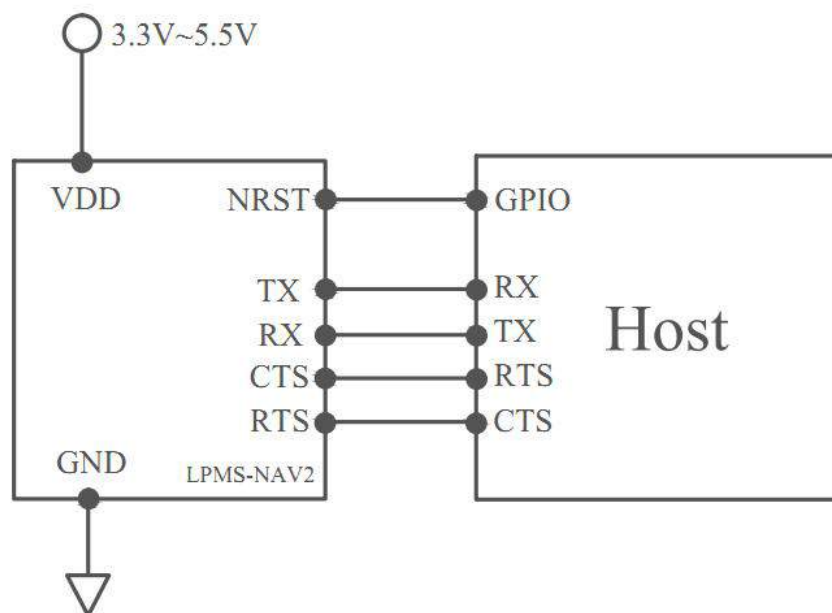 3.3V~5.5V
VDD
NRST
GPIO
TX
RX
RX
TX
Host
CTS
RTS
RTS
CTS
GND
LPMS-NAV2